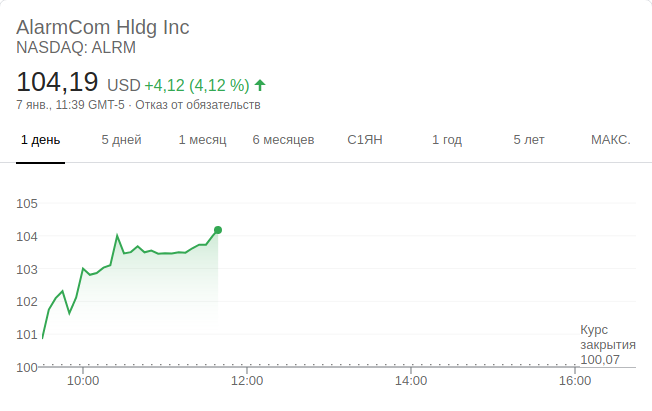 AlarmCom Hldg Inc
NASDAQ: ALRM
104,19 USD +4,12 (4,12 %)
7 янв., 11:39 GMT-5 · Отказ от обязательств
1 день 5 дней 1 месяц 6 месяцев С1ЯН 1 год 5 лет МАКС.
105
104
103
102
101
Курс
закрытия
100,07
100
10:00 12:00 14:00 16:00